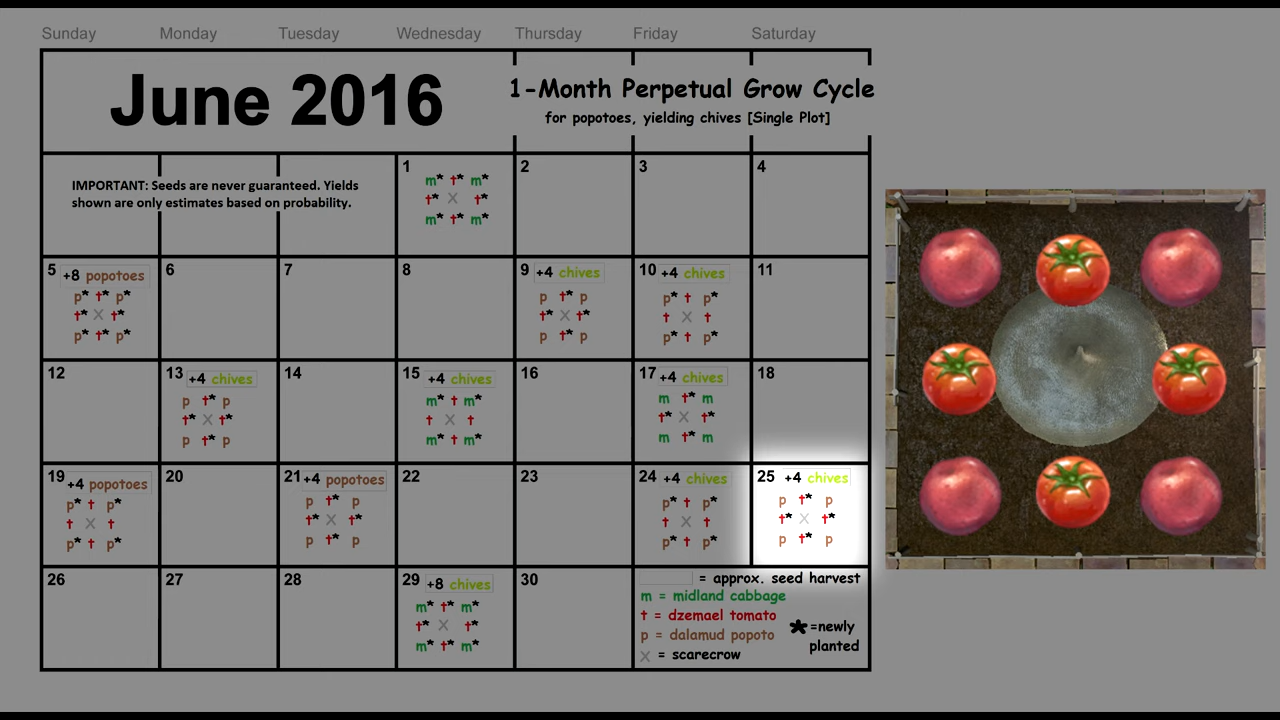 Sunday Monday Tuesday Wednesday Thursday Friday Saturday
June 2016
1-Month Perpetual Grow Cycle
for popotoes, yielding chives [Single Plot]
IMPORTANT: Seeds are never guaranteed. Yields
shown are only estimates based on probability.
1
m* t* m*
t* X t*
m* t* m*
2
3
4
5 +8 popotoes
p* t* p*
t* X t*
p* t* p*
6
7
8
9 +4 chives
p t* p
t* X t*
p t* p
10 +4 chives
p* t p*
t X t
p* t p*
11
12
13 +4 chives
p t* p
t* X t*
p t* p
14
15 +4 chives
m* t m*
t X t
m* t m*
16
17 +4 chives
m t* m
t* X t*
m t* m
18
19 +4 popotoes
p* t p*
t X t
p* t p*
20
21 +4 popotoes
p t* p
t* X t*
p t* p
22
23
24 +4 chives
p* t p*
t X t
p* t p*
25 +4 chives
p t* p
t* X t*
p t* p
26
27
28
29 +8 chives
m* t* m*
t* X t*
m* t* m*
30
= approx. seed harvest
m = midland cabbage
t = dzemael tomato
p = dalamud popoto
X = scarecrow
*=newly
planted